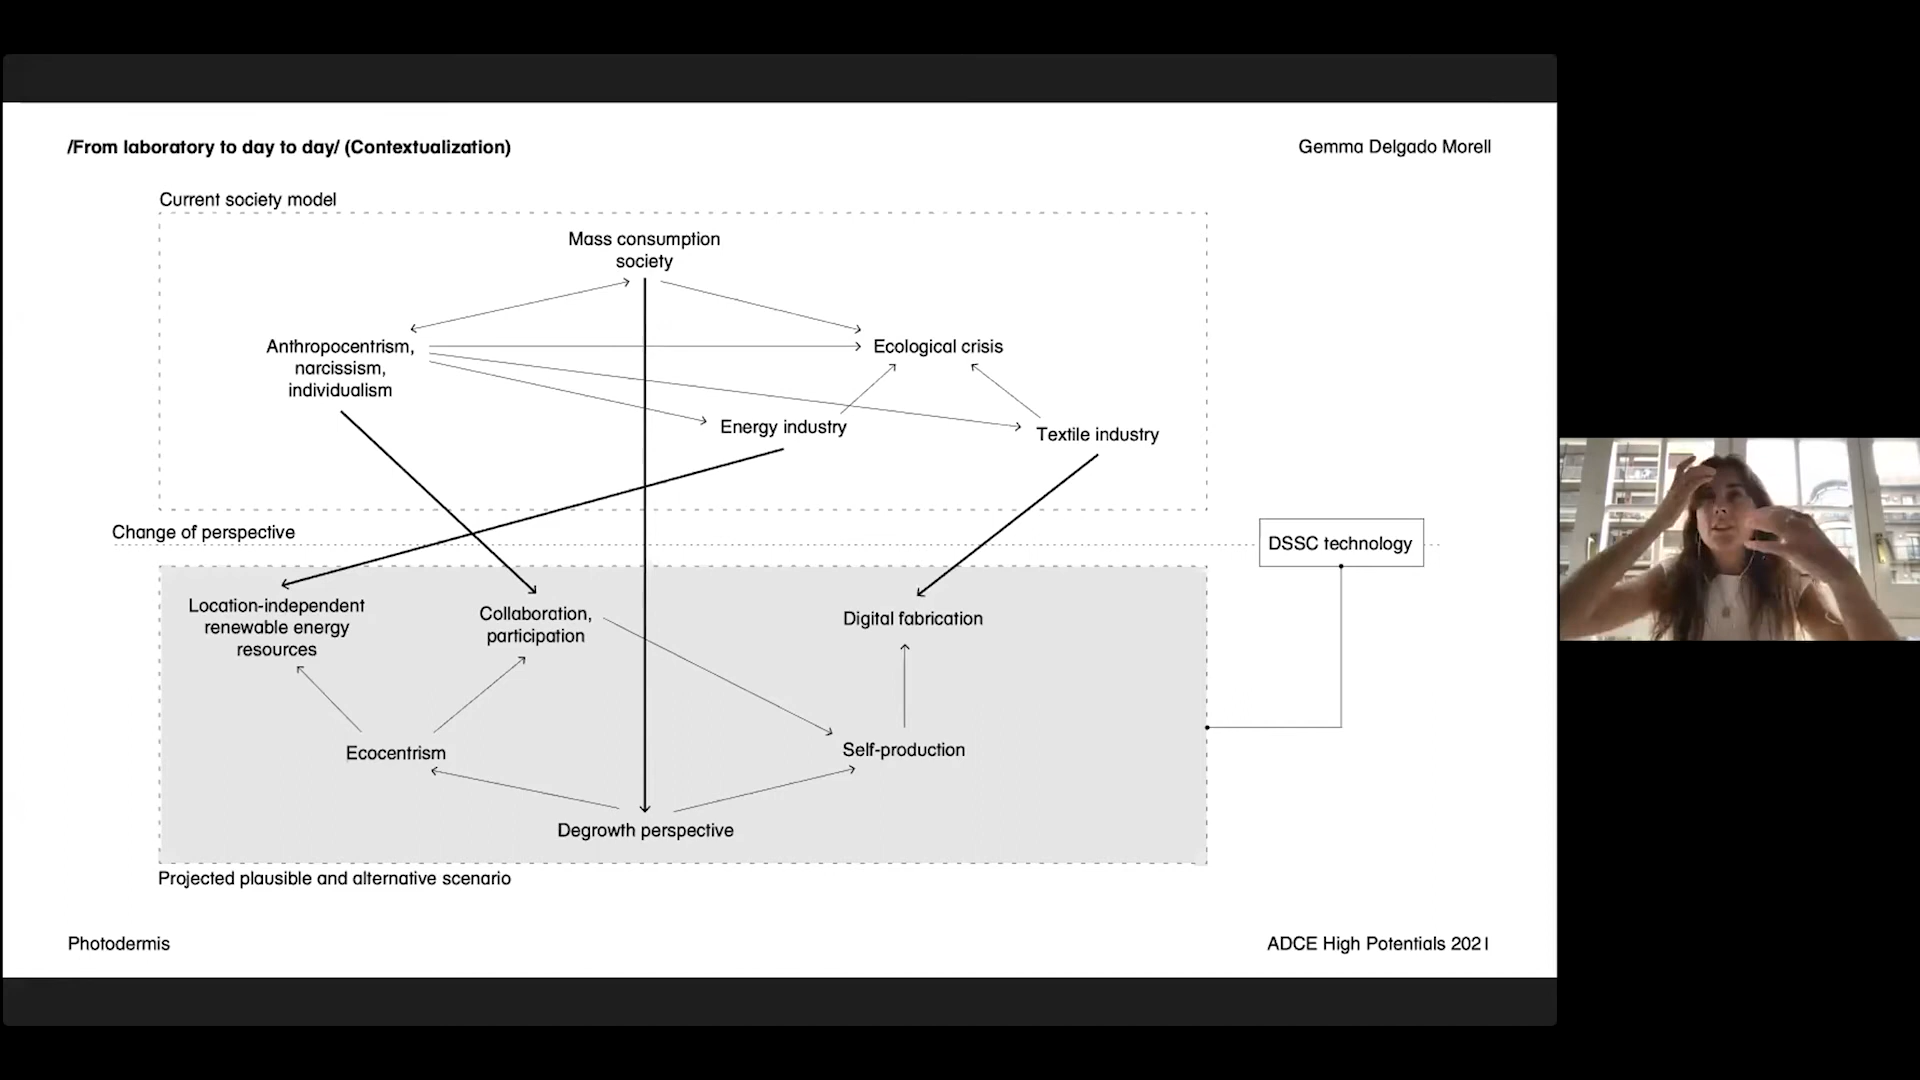 /From laboratory to day to day/ (Contextualization)
Gemma Delgado Morell
Current society model
Mass consumption
society
Anthropocentrism,
narcissism,
individualism
Ecological crisis
Energy industry
Textile industry
Change of perspective
DSSC technology
Location-independent
renewable energy
resources
Collaboration,
participation
Digital fabrication
Ecocentrism
Self-production
Degrowth perspective
Projected plausible and alternative scenario
Photodermis
ADCE High Potentials 2021